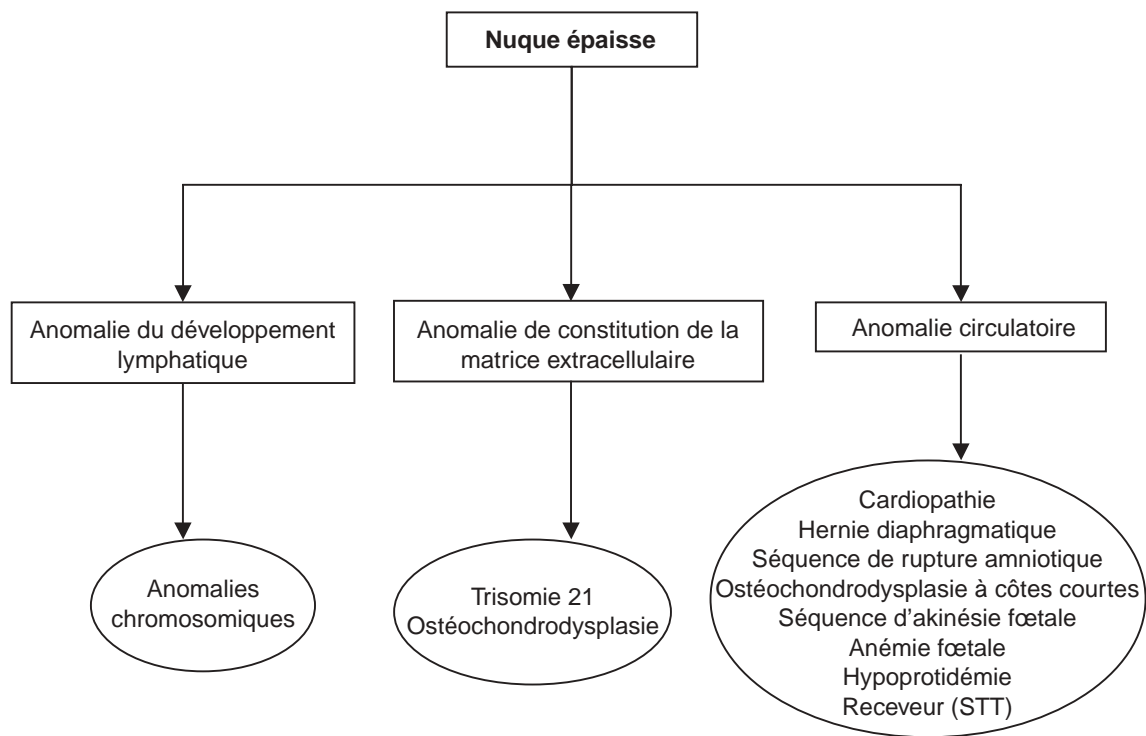 Nuque épaisse
Anomalie du développement
lymphatique
Anomalie de constitution de la
matrice extracellulaire
Anomalie circulatoire
Anomalies
chromosomiques
Trisomie 21
Ostéochondrodysplasie
Cardiopathie
Hernie diaphragmatique
Séquence de rupture amniotique
Ostéochondrodysplasie à côtes courtes
Séquence d'akinésie fœtale
Anémie fœtale
Hypoprotidémie
Receveur (STT)